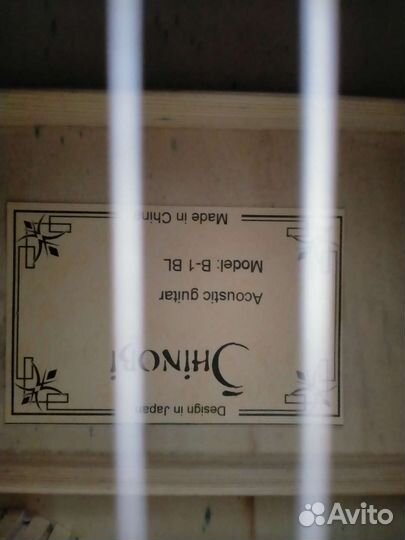 Design in Japan
SHINOBI
Acoustic guitar
Model: B-1 BL
Made in China
Avito